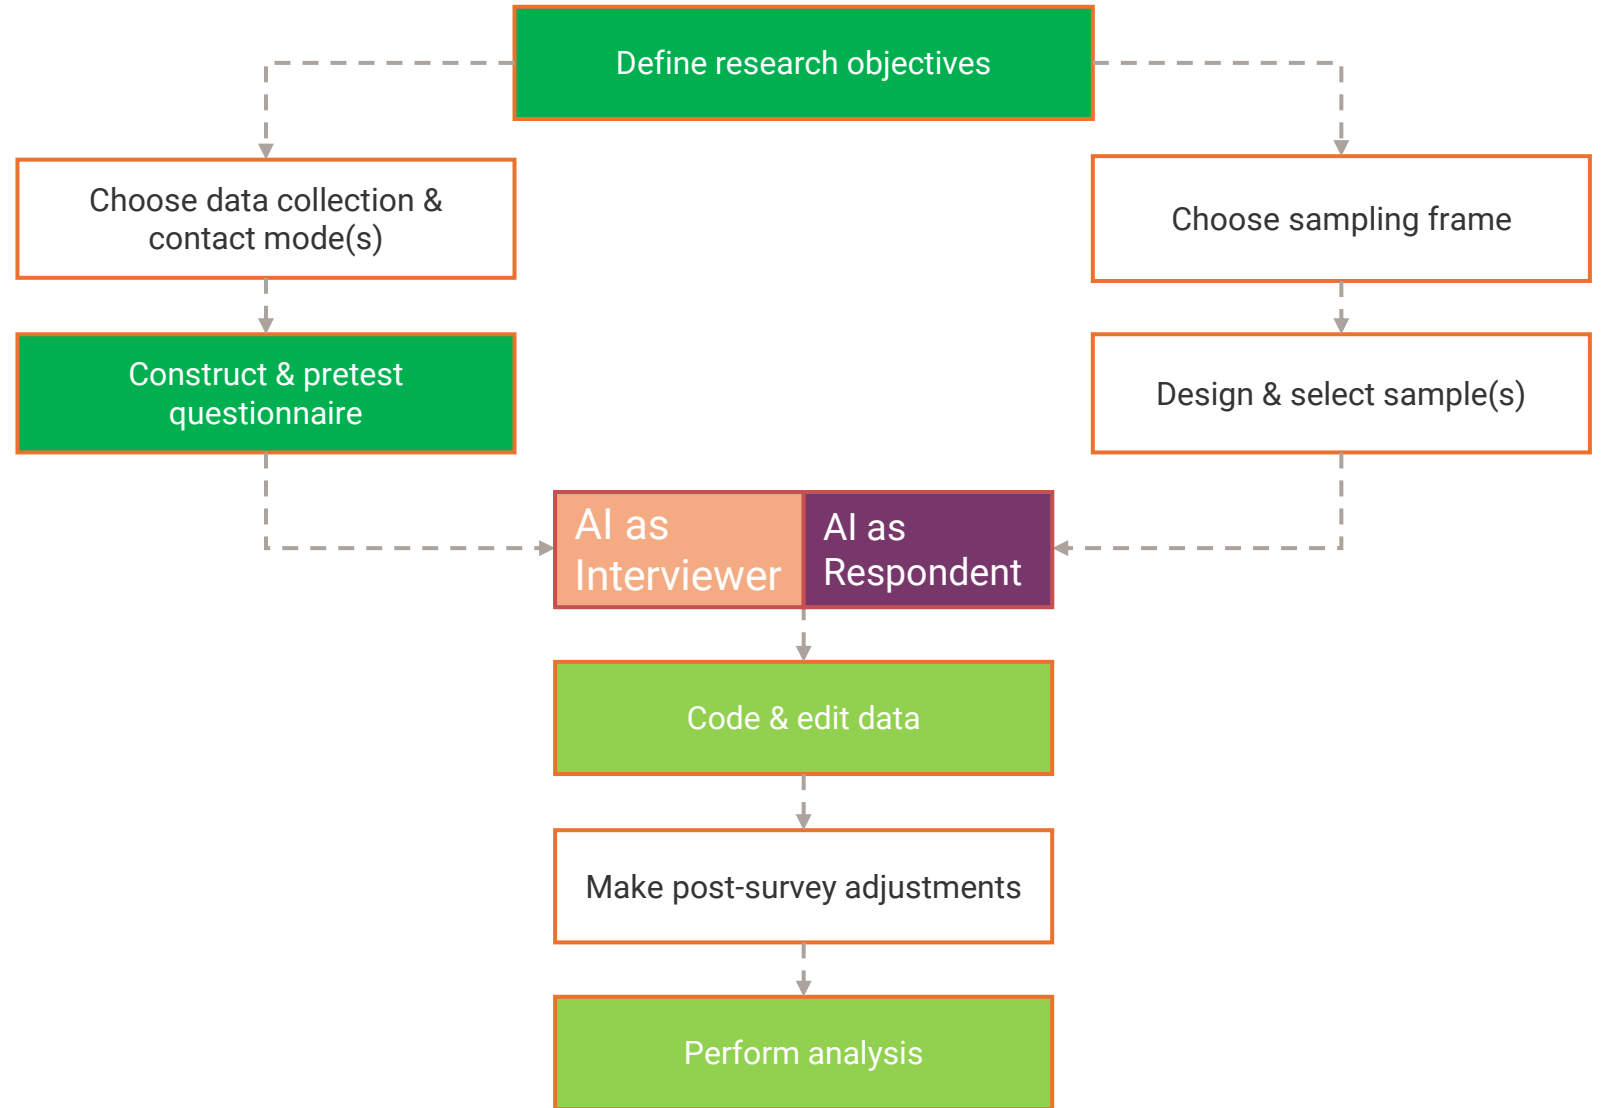 Define research objectives
Choose data collection &
contact mode(s)
Choose sampling frame
Construct & pretest
questionnaire
Design & select sample(s)
AI as
Interviewer
AI as
Respondent
Code & edit data
Make post-survey adjustments
Perform analysis